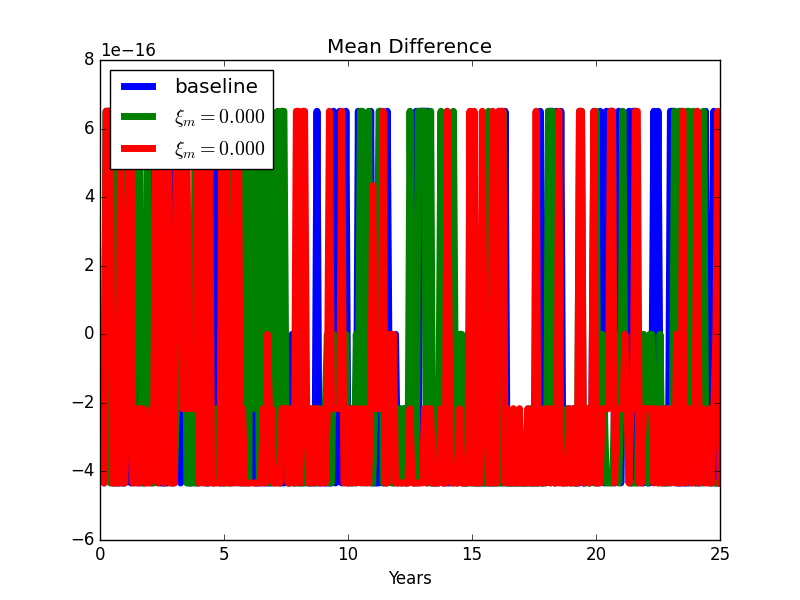 Mean Difference
1e−16
8
6
4
2
0
−2
−4
−6
baseline
ξm = 0.000
ξm = 0.000
0 5 10 15 20 25
Years